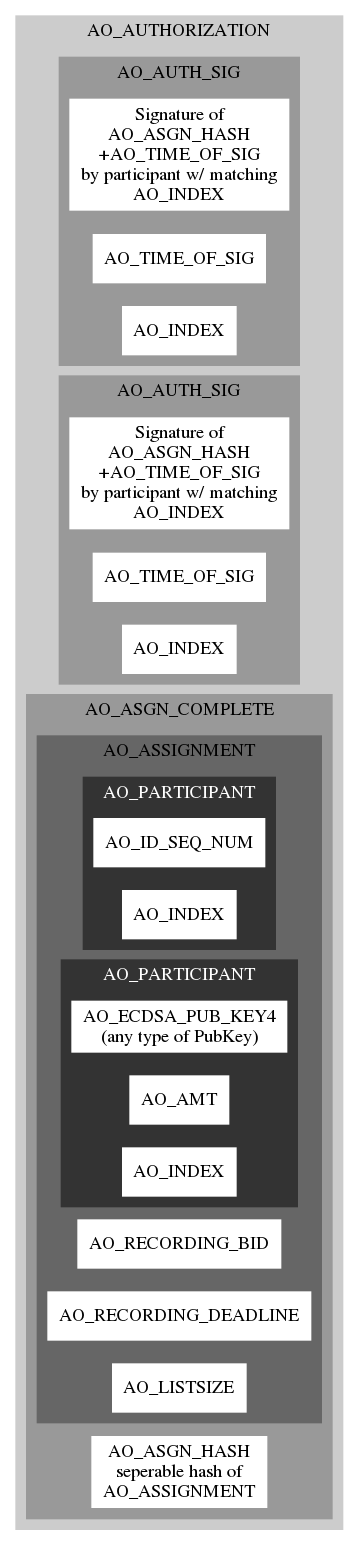 AO_AUTHORIZATION
AO_AUTH_SIG
Signature of
AO_ASGN_HASH
+AO_TIME_OF_SIG
by participant w/ matching
AO_INDEX
AO_TIME_OF_SIG
AO_INDEX
AO_AUTH_SIG
Signature of
AO_ASGN_HASH
+AO_TIME_OF_SIG
by participant w/ matching
AO_INDEX
AO_TIME_OF_SIG
AO_INDEX
AO_ASGN_COMPLETE
AO_ASSIGNMENT
AO_PARTICIPANT
AO_ID_SEQ_NUM
AO_INDEX
AO_PARTICIPANT
AO_ECDSA_PUB_KEY4
(any type of PubKey)
AO_AMT
AO_INDEX
AO_RECORDING_BID
AO_RECORDING_DEADLINE
AO_LISTSIZE
AO_ASGN_HASH
seperable hash of
AO_ASSIGNMENT